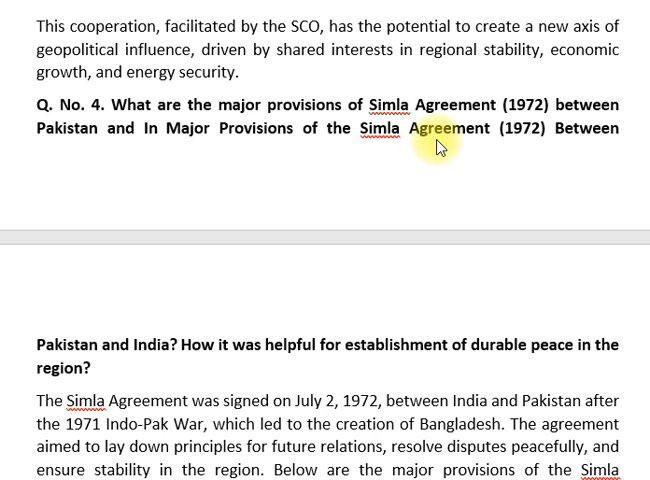 This cooperation, facilitated by the SCO, has the potential to create a new axis of
geopolitical influence, driven by shared interests in regional stability, economic
growth, and energy security.
Q. No. 4. What are the major provisions of Simla Agreement (1972) between
Pakistan and In Major Provisions of the Simla Agreement (1972) Between
Pakistan and India? How it was helpful for establishment of durable peace in the
region?
The Simla Agreement was signed on July 2, 1972, between India and Pakistan after
the 1971 Indo-Pak War, which led to the creation of Bangladesh. The agreement
aimed to lay down principles for future relations, resolve disputes peacefully, and
ensure stability in the region. Below are the major provisions of the Simla